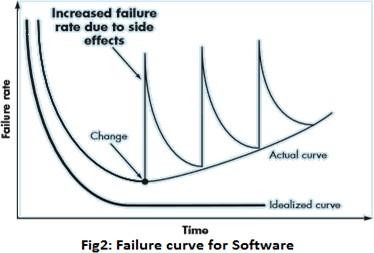 Increased failure
rate due to side
effects
Failure rate
Change
Actual curve
Idealized curve
Time
Fig2: Failure curve for Software